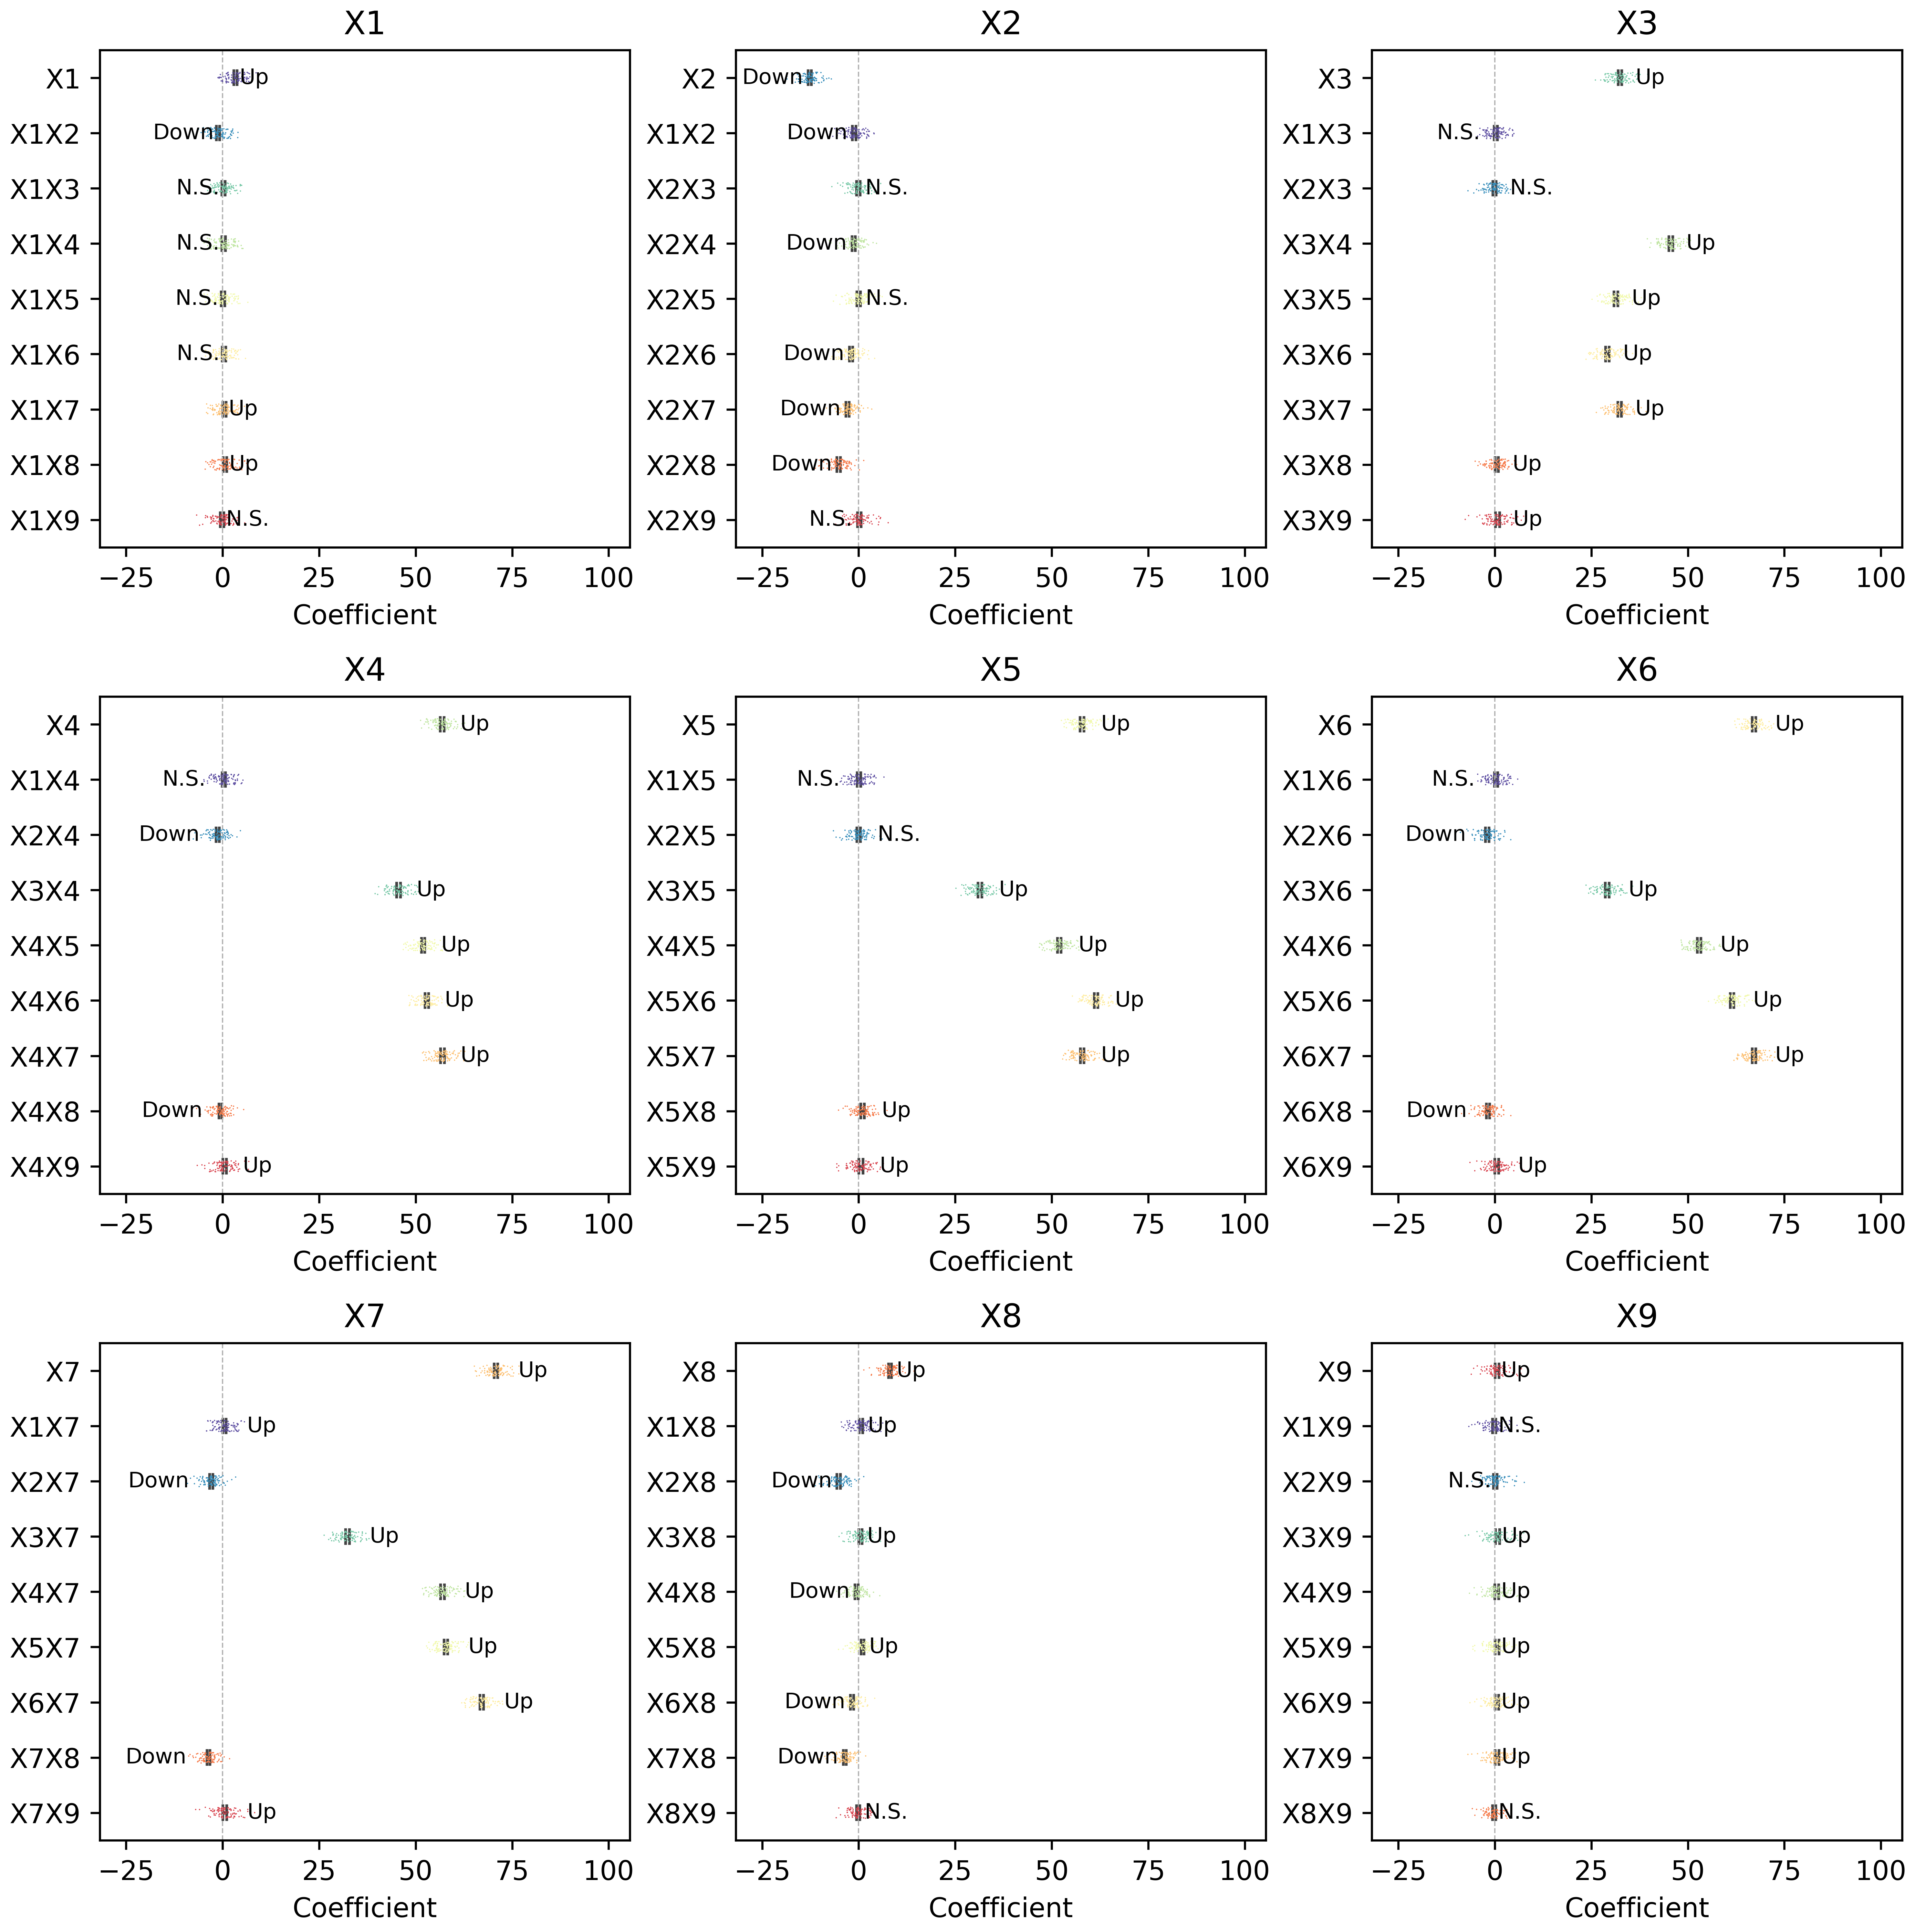 X1
X1 Up
X1X2 Down
X1X3 N.S.
X1X4 N.S.
X1X5 N.S.
X1X6 N.S.
X1X7 Up
X1X8 Up
X1X9 N.S.
−25 0 25 50 75 100
Coefficient
X2
X2 Down
X1X2 Down
X2X3 N.S.
X2X4 Down
X2X5 N.S.
X2X6 Down
X2X7 Down
X2X8 Down
X2X9 N.S.
−25 0 25 50 75 100
Coefficient
X3
X3 Up
X1X3 N.S.
X2X3 N.S.
X3X4 Up
X3X5 Up
X3X6 Up
X3X7 Up
X3X8 Up
X3X9 Up
−25 0 25 50 75 100
Coefficient
X4
X4 Up
X1X4 N.S.
X2X4 Down
X3X4 Up
X4X5 Up
X4X6 Up
X4X7 Up
X4X8 Down
X4X9 Up
−25 0 25 50 75 100
Coefficient
X5
X5 Up
X1X5 N.S.
X2X5 N.S.
X3X5 Up
X4X5 Up
X5X6 Up
X5X7 Up
X5X8 Up
X5X9 Up
−25 0 25 50 75 100
Coefficient
X6
X6 Up
X1X6 N.S.
X2X6 Down
X3X6 Up
X4X6 Up
X5X6 Up
X6X7 Up
X6X8 Down
X6X9 Up
−25 0 25 50 75 100
Coefficient
X7
X7 Up
X1X7 Up
X2X7 Down
X3X7 Up
X4X7 Up
X5X7 Up
X6X7 Up
X7X8 Down
X7X9 Up
−25 0 25 50 75 100
Coefficient
X8
X8 Up
X1X8 Up
X2X8 Down
X3X8 Up
X4X8 Down
X5X8 Up
X6X8 Down
X7X8 Down
X8X9 N.S.
−25 0 25 50 75 100
Coefficient
X9
X9 Up
X1X9 N.S.
X2X9 N.S.
X3X9 Up
X4X9 Up
X5X9 Up
X6X9 Up
X7X9 Up
X8X9 N.S.
−25 0 25 50 75 100
Coefficient